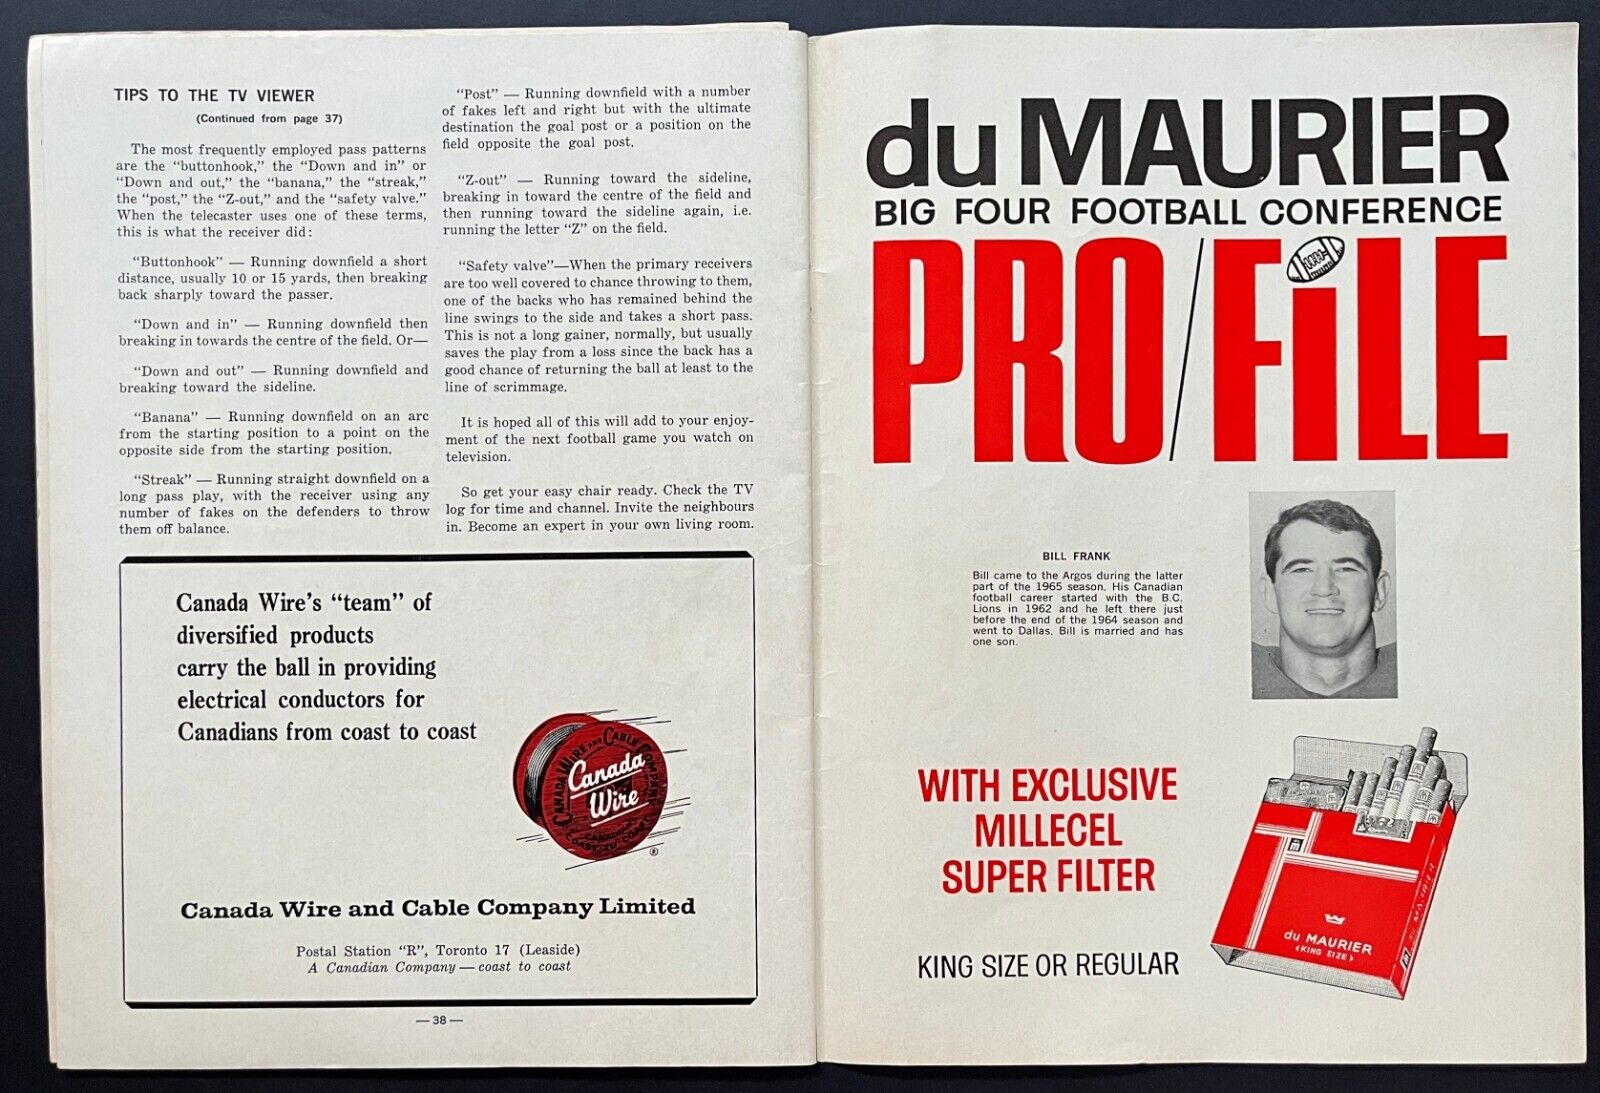 TIPS TO THE TV VIEWER
(Continued from page 37)
The most frequently employed pass patterns
are the “buttonhook,” the “Down and in” or
“Down and out,” the “banana,” the “streak,”
the “post,” the “Z-out,” and the “safety valve.”
When the telecaster uses one of these terms,
this is what the receiver did:
“Buttonhook” — Running downfield a short
distance, usually 10 or 15 yards, then breaking
back sharply toward the passer.
“Down and in” — Running downfield then
breaking in towards the centre of the field. Or—
“Down and out” — Running downfield and
breaking toward the sideline.
“Banana” — Running downfield on an arc
from the starting position to a point on the
opposite side from the starting position.
“Streak” — Running straight downfield on a
long pass play, with the receiver using any
number of fakes on the defenders to throw
them off balance.
“Post” — Running downfield with a number
of fakes left and right but with the ultimate
destination the goal post or a position on the
field opposite the goal post.
“Z-out” — Running toward the sideline,
breaking in toward the centre of the field and
then running toward the sideline again, i.e.
running the letter “Z” on the field.
“Safety valve”—When the primary receivers
are too well covered to chance throwing to them,
one of the backs who has remained behind the
line swings to the side and takes a short pass.
This is not a long gainer, normally, but usually
saves the play from a loss since the back has a
good chance of returning the ball at least to the
line of scrimmage.
It is hoped all of this will add to your enjoy-
ment of the next football game you watch on
television.
So get your easy chair ready. Check the TV
log for time and channel. Invite the neighbours
in. Become an expert in your own living room.
Canada Wire’s “team” of
diversified products
carry the ball in providing
electrical conductors for
Canadians from coast to coast
CANADA WIRE AND CABLE COMPANY
Canada
Wire
CANADIAN
COAST TO COAST
®
Canada Wire and Cable Company Limited
Postal Station “R”, Toronto 17 (Leaside)
A Canadian Company — coast to coast
— 38 —
du MAURIER
BIG FOUR FOOTBALL CONFERENCE
PRO/FiLE
BILL FRANK
Bill came to the Argos during the latter
part of the 1965 season. His Canadian
football career started with the B.C.
Lions in 1962 and he left there just
before the end of the 1964 season and
went to Dallas. Bill is married and has
one son.
WITH EXCLUSIVE
MILLECEL
SUPER FILTER
du MAURIER
KING SIZE
du MAURIER
KING SIZE OR REGULAR